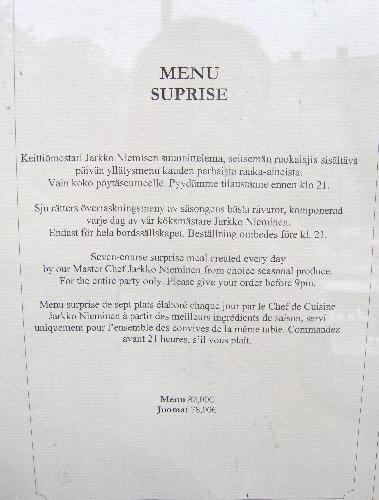 MENU
SUPRISE
Keittiömestari Jarkko Niemisen suunnittelema, seitsemän ruokalajia sisältävä
päivän yllätysmenu kauden parhaista raaka-aineista.
Vain koko pöytäseurueelle. Pyydämme tilaustanne ennen klo 21.
Sju rätters överraskningsmeny av säsongens bästa råvaror, komponerad
varje dag av vår köksmästare Jarkko Nieminen.
Endast för hela bordssällskapet. Beställning ombedes före kl. 21.
Seven-course surprise meal created every day
by our Master Chef Jarkko Nieminen from choice seasonal produce.
For the entire party only. Please give your order before 9pm.
Menu surprise de sept plats élaboré chaque jour par le Chef de Cuisine
Jarkko Nieminen à partir des meilleurs ingrédients de saison, servi
uniquement pour l'ensemble des convives de la même table. Commandez
avant 21 heures, s'il vous plaît.
Menu 82,00€
Juomat 78,00€